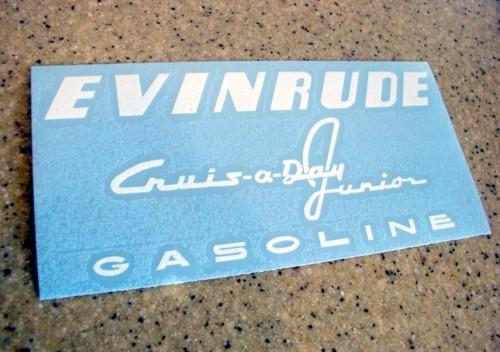 EVINRUDE
Cruis-a-Day
Junior
GASOLINE